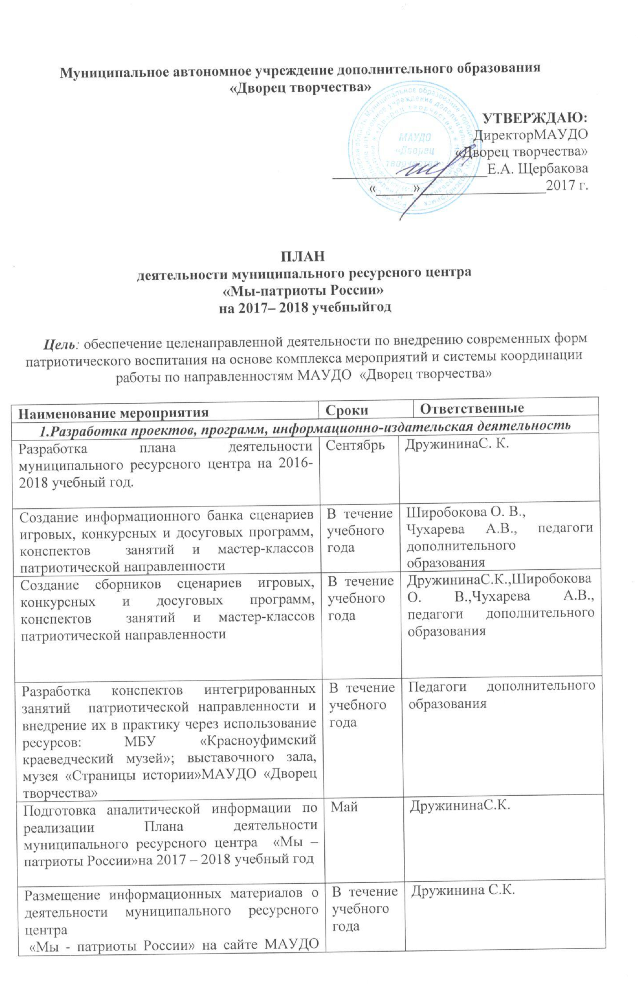 Муниципальное автономное учреждение дополнительного образования
«Дворец творчества»
УТВЕРЖДАЮ:
ДиректорМАУДО
«Дворец творчества»
Е.А. Щербакова
«_____»_________________2017 г.
МАУДО
«Дворец
творчества»
ПЛАН
деятельности муниципального ресурсного центра
«Мы-патриоты России»
на 2017– 2018 учебныйгод
Цель: обеспечение целенаправленной деятельности по внедрению современных форм
патриотического воспитания на основе комплекса мероприятий и системы координации
работы по направленностям МАУДО «Дворец творчества»
Наименование мероприятия
Сроки
Ответственные
1.Разработка проектов, программ, информационно-издательская деятельность
Разработка плана деятельности
муниципального ресурсного центра на 2016-
2018 учебный год.
Сентябрь
ДружининаС. К.
Создание информационного банка сценариев
игровых, конкурсных и досуговых программ,
конспектов занятий и мастер-классов
патриотической направленности
В течение
учебного
года
Широбокова О. В.,
Чухарева А.В., педагоги
дополнительного
образования
Создание сборников сценариев игровых,
конкурсных и досуговых программ,
конспектов занятий и мастер-классов
патриотической направленности
В течение
учебного
года
ДружининаС.К.,Широбокова
О. В.,Чухарева А.В.,
педагоги дополнительного
образования
Разработка конспектов интегрированных
занятий патриотической направленности и
внедрение их в практику через использование
ресурсов: МБУ «Красноуфимский
краеведческий музей»; выставочного зала,
музея «Страницы истории»МАУДО «Дворец
творчества»
В течение
учебного
года
Педагоги дополнительного
образования
Подготовка аналитической информации по
реализации Плана деятельности
муниципального ресурсного центра «Мы –
патриоты России»на 2017 – 2018 учебный год
Май
ДружининаС.К.
Размещение информационных материалов о
деятельности муниципального ресурсного
центра
«Мы - патриоты России» на сайте МАУДО
В течение
учебного
года
Дружинина С.К.